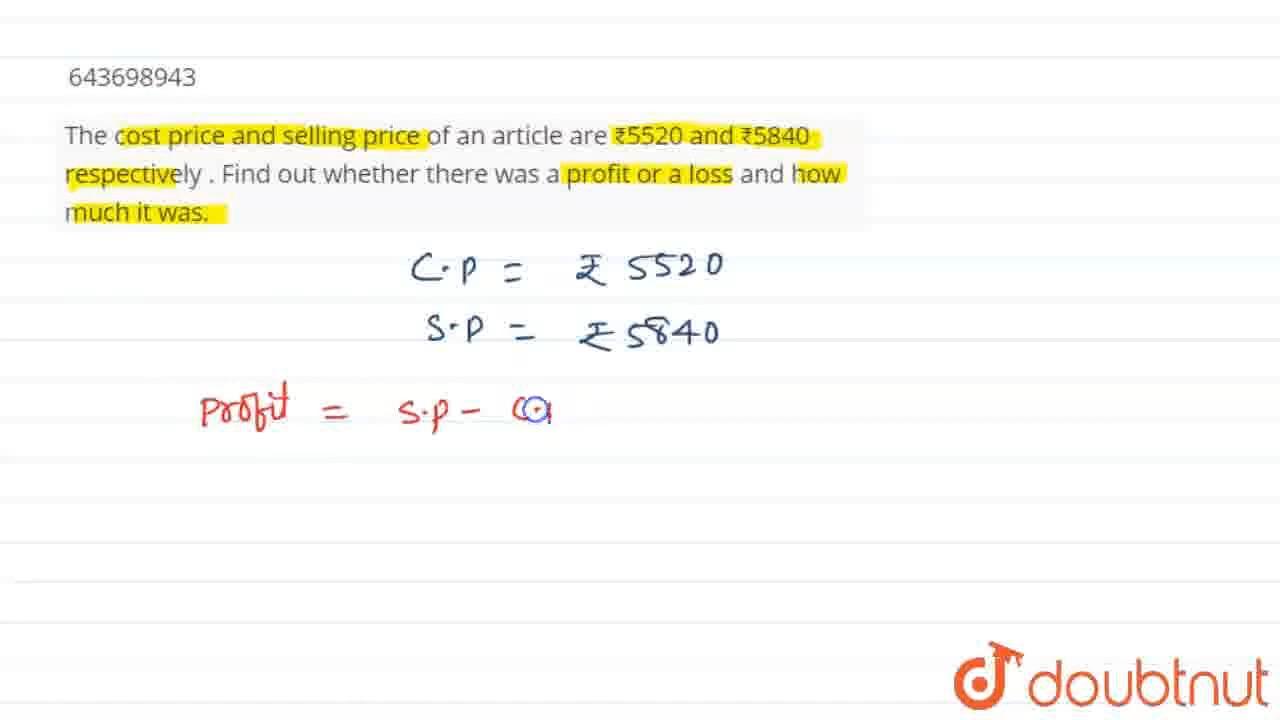 643698943
The cost price and selling price of an article are ₹5520 and ₹5840
respectively . Find out whether there was a profit or a loss and how
much it was.
C.P = ₹ 5520
S.P = ₹ 5840
Profit = S.P -
doubtnut